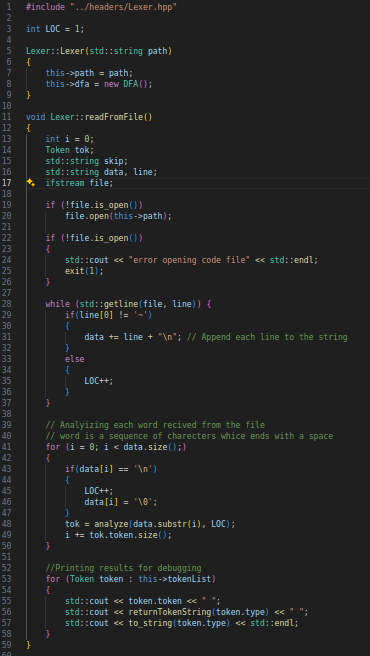 1 #include "../headers/Lexer.hpp"
2
3 int LOC = 1;
4
5 Lexer::Lexer(std::string path)
6 {
7     this->path = path;
8     this->dfa = new DFA();
9 }
10
11 void Lexer::readFromFile()
12 {
13     int i = 0;
14     Token tok;
15     std::string skip;
16     std::string data, line;
17     ifstream file;
18
19     if (!file.is_open())
20         file.open(this->path);
21
22     if (!file.is_open())
23     {
24         std::cout << "error opening code file" << std::endl;
25         exit(1);
26     }
27
28     while (std::getline(file, line)) {
29         if(line[0] != '~')
30         {
31             data += line + "\n"; // Append each line to the string
32         }
33         else
34         {
35             LOC++;
36         }
37     }
38
39     // Analyizing each word recived from the file
40     // word is a sequence of charecters whice ends with a space
41     for (i = 0; i < data.size();)
42     {
43         if(data[i] == '\n')
44         {
45             LOC++;
46             data[i] = '\0';
47         }
48         tok = analyze(data.substr(i), LOC);
49         i += tok.token.size();
50     }
51
52     //Printing results for debugging
53     for (Token token : this->tokenList)
54     {
55         std::cout << token.token << " ";
56         std::cout << returnTokenString(token.type) << " ";
57         std::cout << to_string(token.type) << std::endl;
58     }
59 }
60